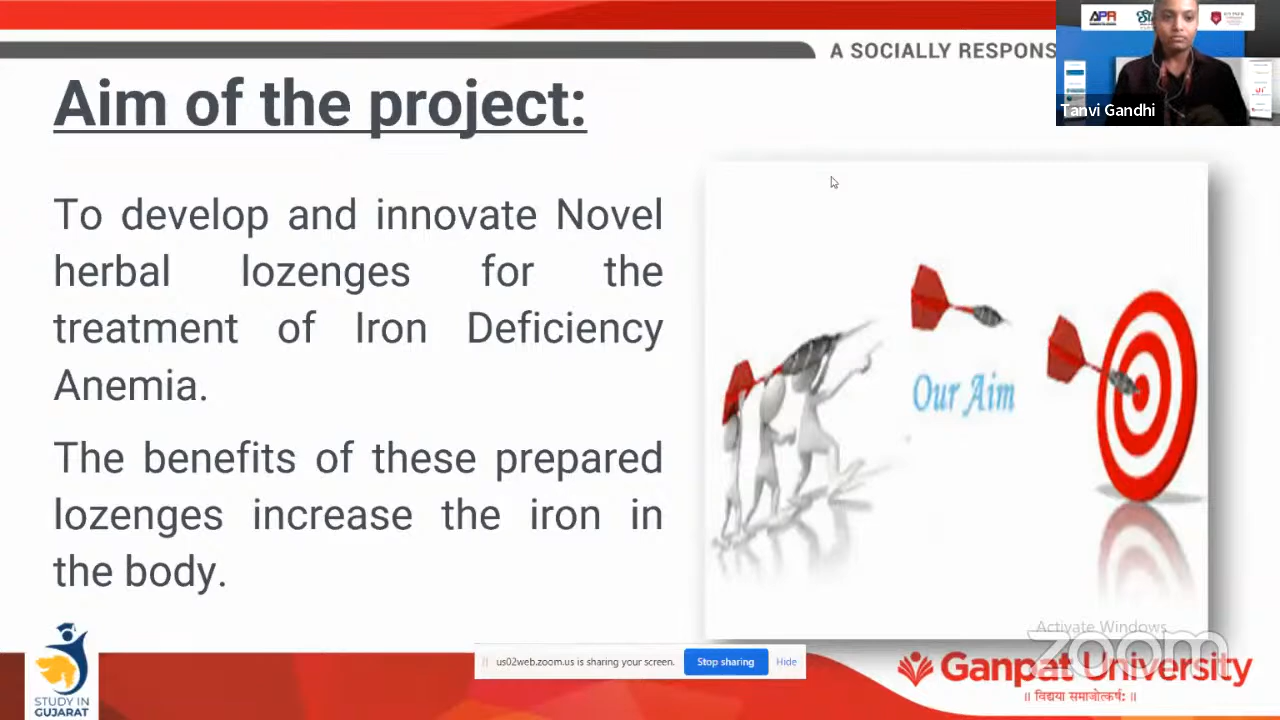 A SOCIALLY RESPONS
APR
Tanvi Gandhi
Aim of the project:
To develop and innovate Novel
herbal lozenges for the
treatment of Iron Deficiency
Anemia.
The benefits of these prepared
lozenges increase the iron in
the body.
Our Aim
Activate Windows
zoom
us02web.zoom.us is sharing your screen.
Stop sharing
Hide
STUDY IN
GUJARAT
Ganpat University
॥ विद्यया समाजोत्कर्षः ॥